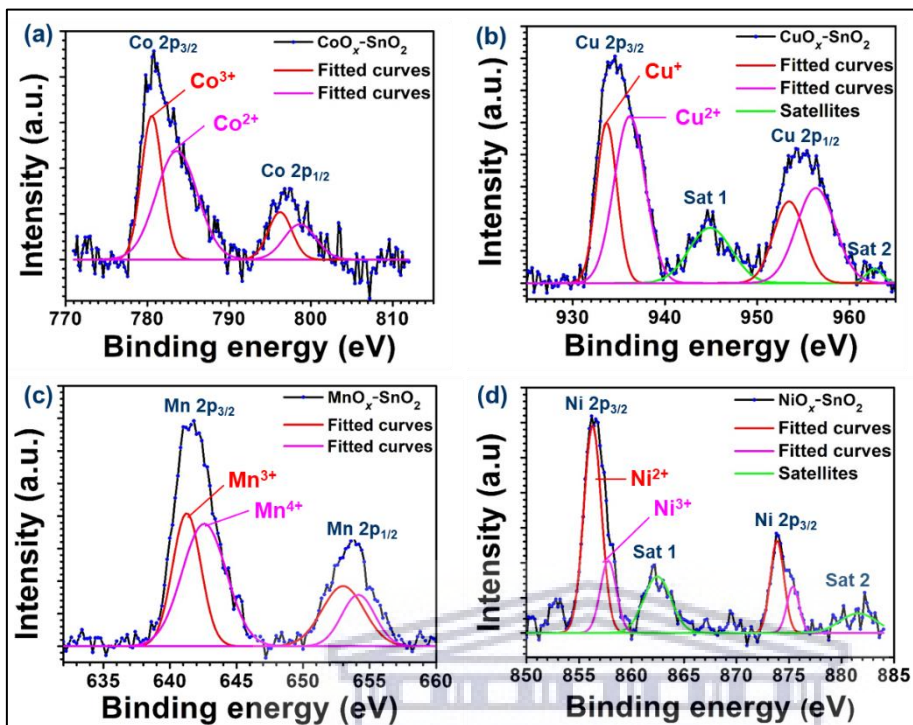 (a)
Co 2p3/2
CoOx-SnO2
Fitted curves
Fitted curves
Co3+
Co2+
Co 2p1/2
Intensity (a.u.)
770 780 790 800 810
Binding energy (eV)
(b)
Cu 2p3/2
CuOx-SnO2
Fitted curves
Fitted curves
Satellites
Cu+
Cu2+
Cu 2p1/2
Sat 1
Sat 2
Intensity (a.u.)
930 940 950 960
Binding energy (eV)
(c)
Mn 2p3/2
MnOx-SnO2
Fitted curves
Fitted curves
Mn3+
Mn4+
Mn 2p1/2
Intensity (a.u.)
635 640 645 650 655 660
Binding energy (eV)
(d)
Ni 2p3/2
NiOx-SnO2
Fitted curves
Fitted curves
Satellites
Ni2+
Ni3+
Ni 2p3/2
Sat 1
Sat 2
Intensity (a.u)
850 855 860 865 870 875 880 885
Binding energy (eV)